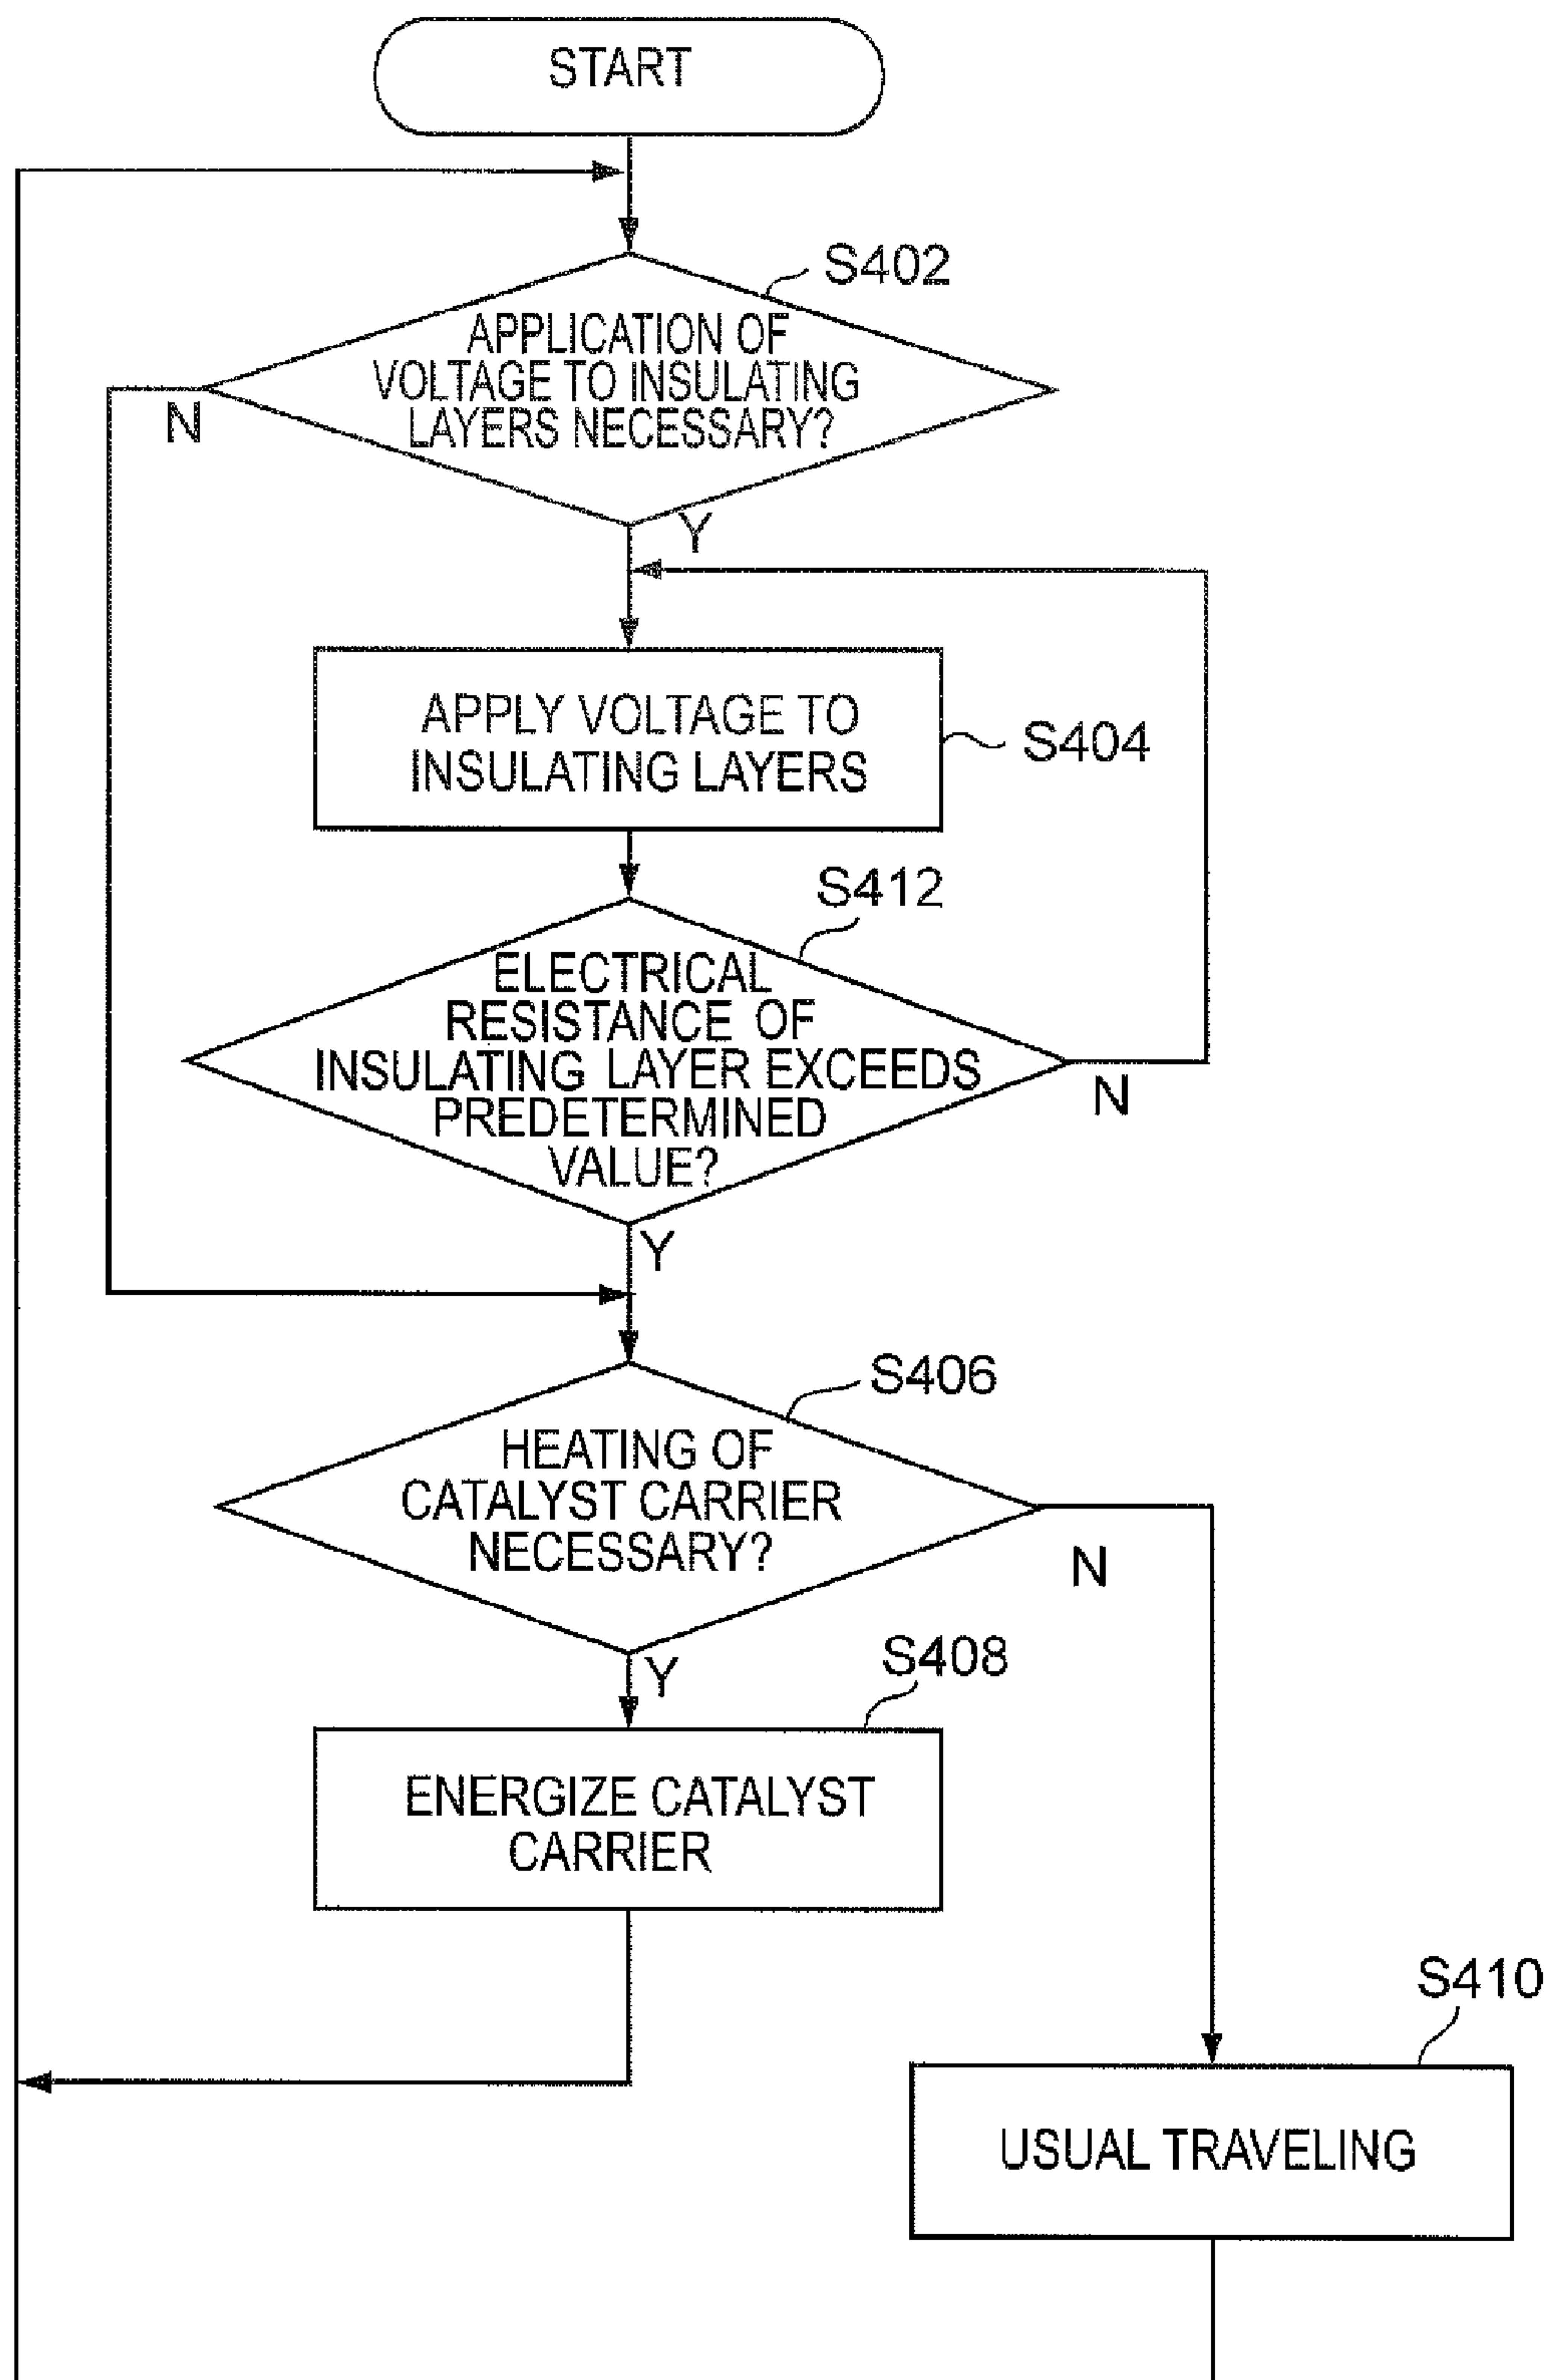 START
S402
APPLICATION OF
VOLTAGE TO INSULATING
LAYERS NECESSARY?
N
Y
APPLY VOLTAGE TO
INSULATING LAYERS
S404
S412
ELECTRICAL
RESISTANCE OF
INSULATING LAYER EXCEEDS
PREDETERMINED
VALUE?
N
Y
S406
HEATING OF
CATALYST CARRIER
NECESSARY?
N
Y
S408
ENERGIZE CATALYST
CARRIER
S410
USUAL TRAVELING